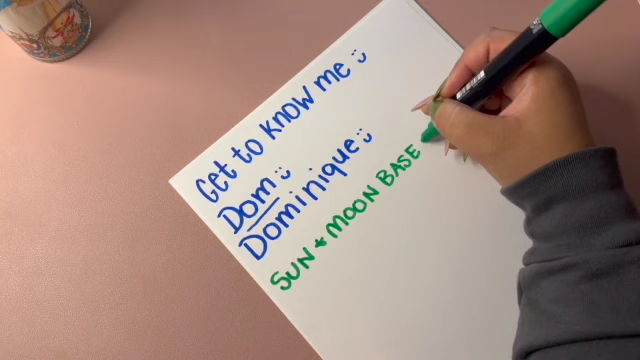 Get to know me :)
Dom :)
Dominique :)
SUN & MOON BASE